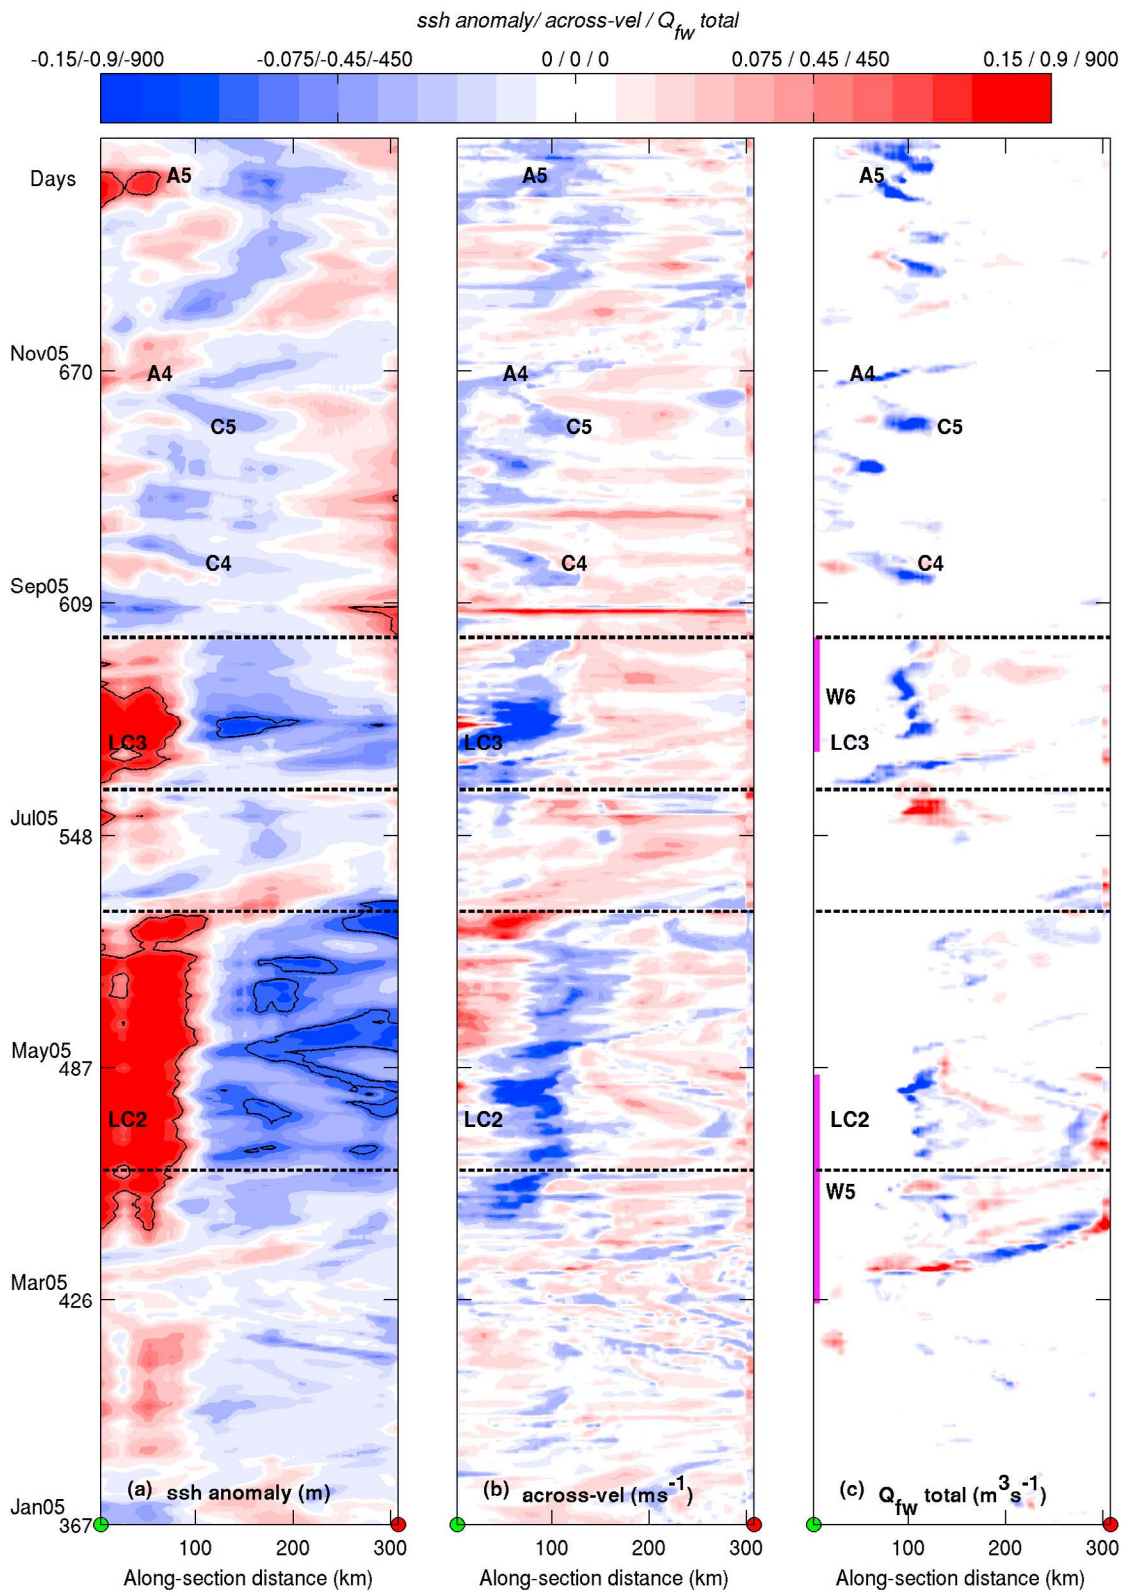 ssh anomaly/ across-vel / Q_fw total
-0.15/-0.9/-900 -0.075/-0.45/-450 0 / 0 / 0 0.075 / 0.45 / 450 0.15 / 0.9 / 900
Days A5 A5 A5
Nov05
670 A4 A4 A4
C5 C5 C5
C4 C4 C4
Sep05
609
W6
LC3 LC3 LC3
Jul05
548
May05
487
LC2 LC2 LC2
W5
Mar05
426
(a) ssh anomaly (m) (b) across-vel (ms^-1) (c) Q_fw total (m^3s^-1)
Jan05
367
100 200 300 100 200 300 100 200 300
Along-section distance (km) Along-section distance (km) Along-section distance (km)